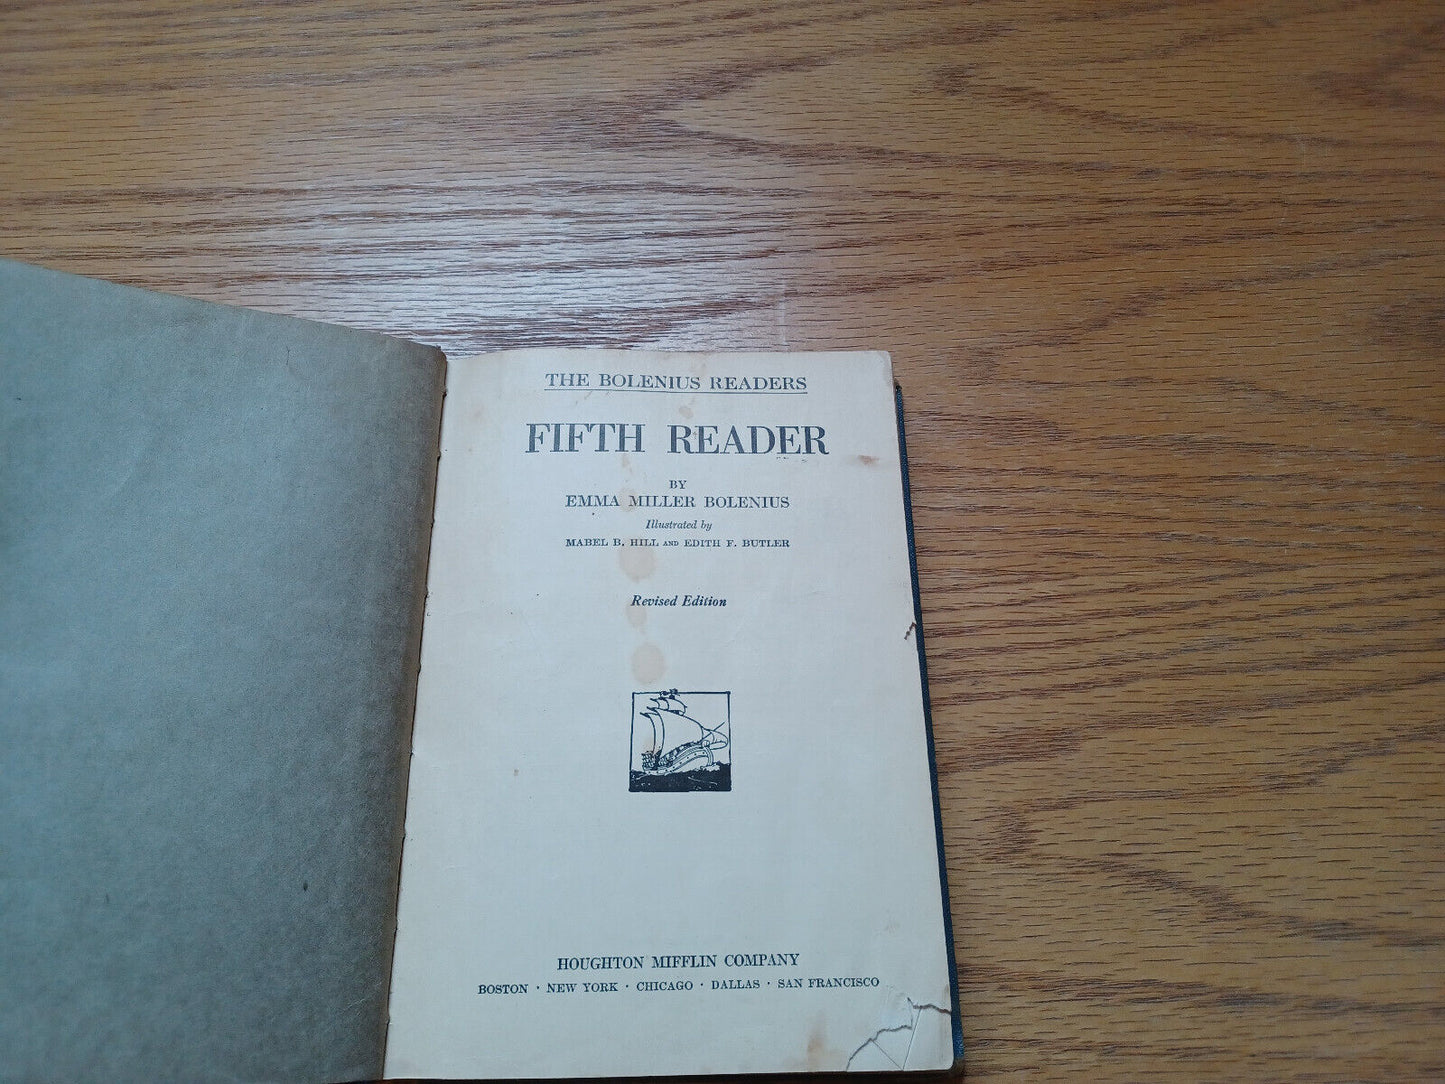 THE BOLENIUS READERS
FIFTH READER
BY
EMMA MILLER BOLENIUS
Illustrated by
MABEL B. HILL AND EDITH F. BUTLER
Revised Edition
HOUGHTON MIFFLIN COMPANY
BOSTON · NEW YORK · CHICAGO · DALLAS · SAN FRANCISCO